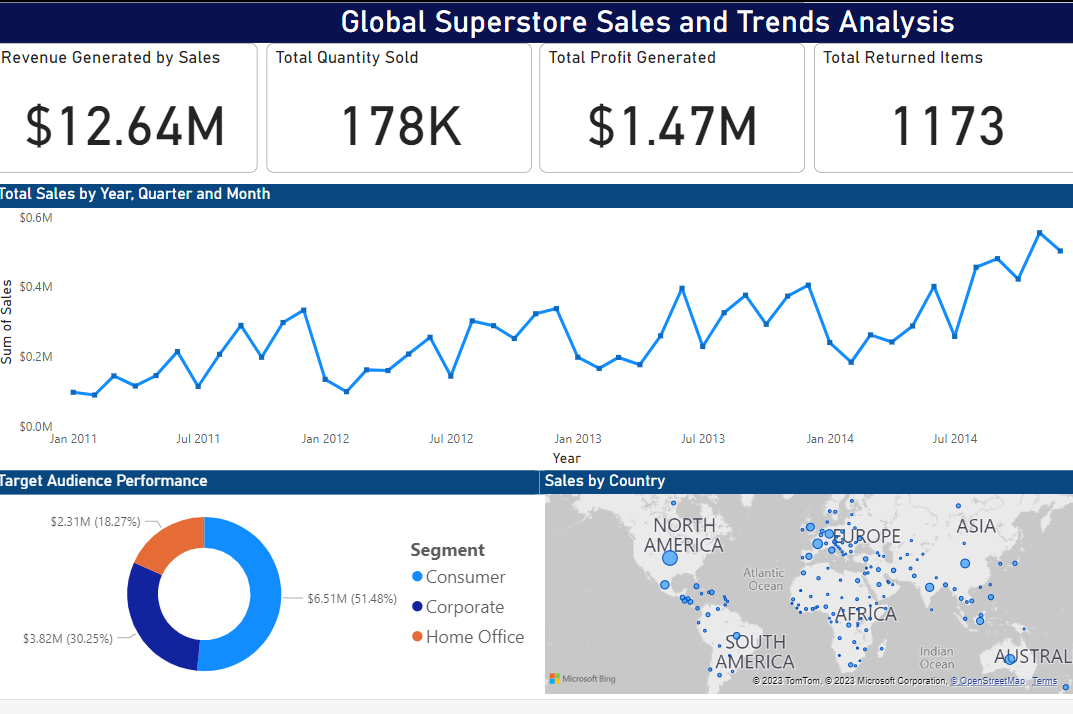 Global Superstore Sales and Trends Analysis
Revenue Generated by Sales
$12.64M
Total Quantity Sold
178K
Total Profit Generated
$1.47M
Total Returned Items
1173
Total Sales by Year, Quarter and Month
Sum of Sales
$0.6M
$0.4M
$0.2M
$0.0M
Jan 2011
Jul 2011
Jan 2012
Jul 2012
Jan 2013
Jul 2013
Jan 2014
Jul 2014
Year
Target Audience Performance
$2.31M (18.27%)
$6.51M (51.48%)
$3.82M (30.25%)
Segment
Consumer
Corporate
Home Office
Sales by Country
NORTH
AMERICA
EUROPE
ASIA
Atlantic
Ocean
AFRICA
SOUTH
AMERICA
Indian
Ocean
AUSTRAL
Microsoft Bing
© 2023 TomTom, © 2023 Microsoft Corporation, © OpenStreetMap Terms